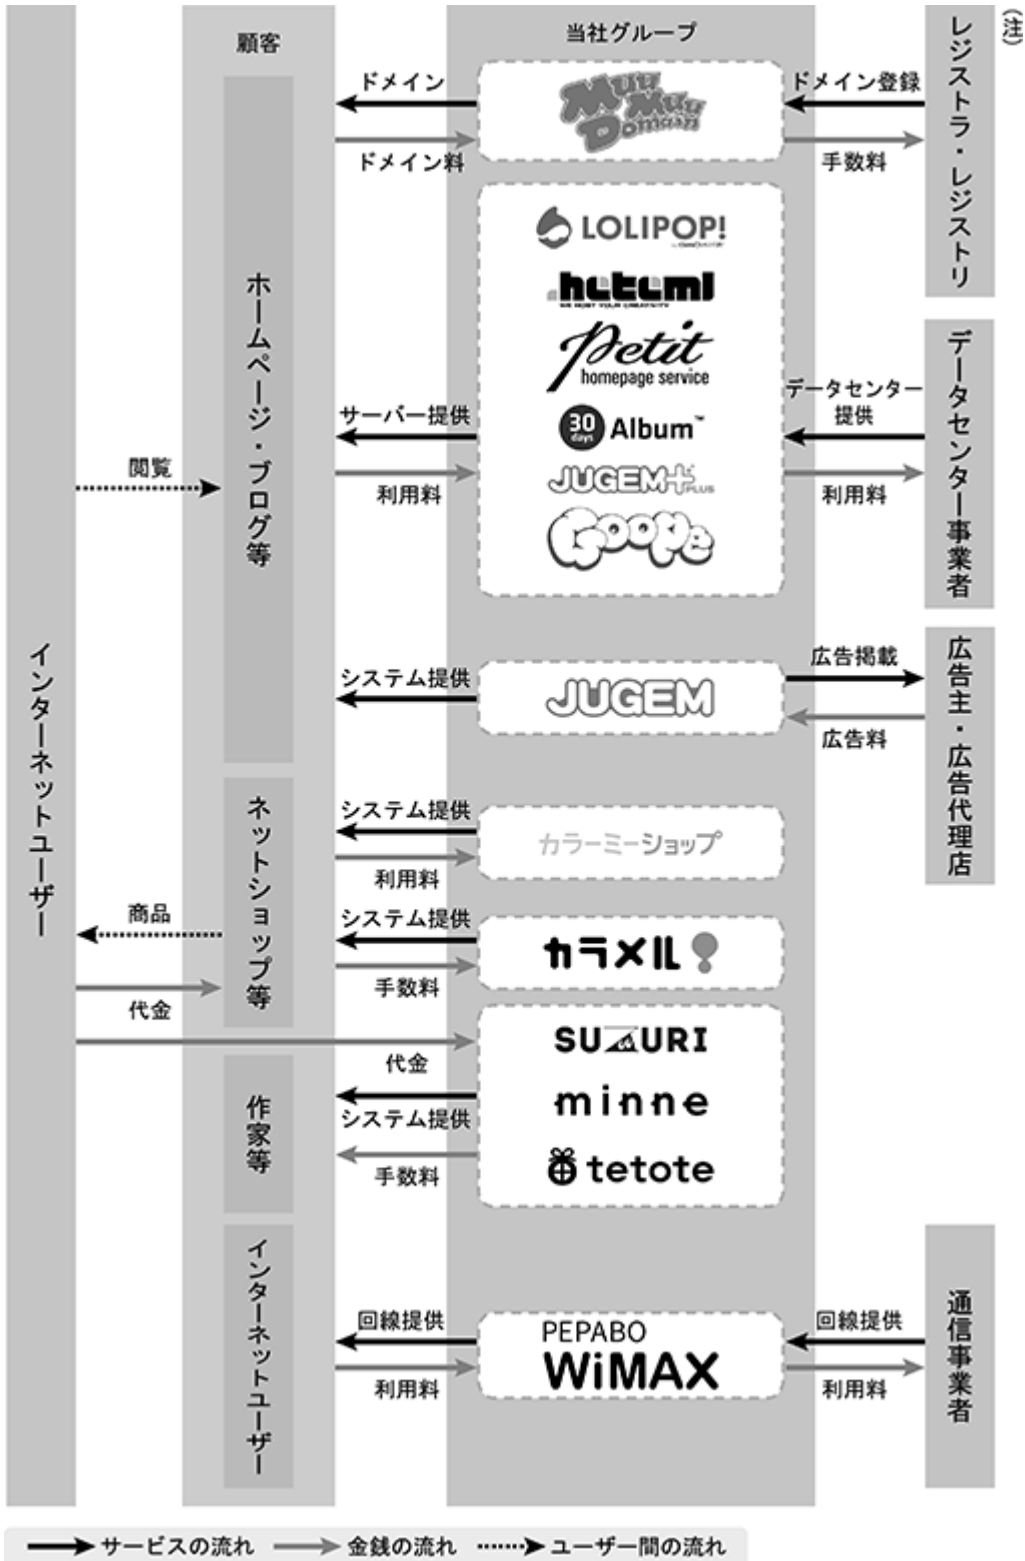 顧客
当社グループ
(注)
レジストラ・レジストリ
ドメイン
MuuMuu
Domain
ドメイン登録
ドメイン料
手数料
LOLIPOP!
heteml
WE HOST YOUR CREATIVITY
Petit
homepage service
30
days
Album™
JUGEM PLUS
Goope
ホームページ・ブログ等
サーバー提供
利用料
データセンター
提供
利用料
データセンター事業者
閲覧
システム提供
JUGEM
広告掲載
広告料
広告主・広告代理店
インターネットユーザー
ネットショップ等
システム提供
カラーミーショップ
利用料
商品
システム提供
カラメル
手数料
代金
代金
SUZURI
minne
tetote
作家等
システム提供
手数料
インターネットユーザー
回線提供
PEPABO
WiMAX
回線提供
利用料
利用料
通信事業者
サービスの流れ 金銭の流れ ユーザー間の流れ